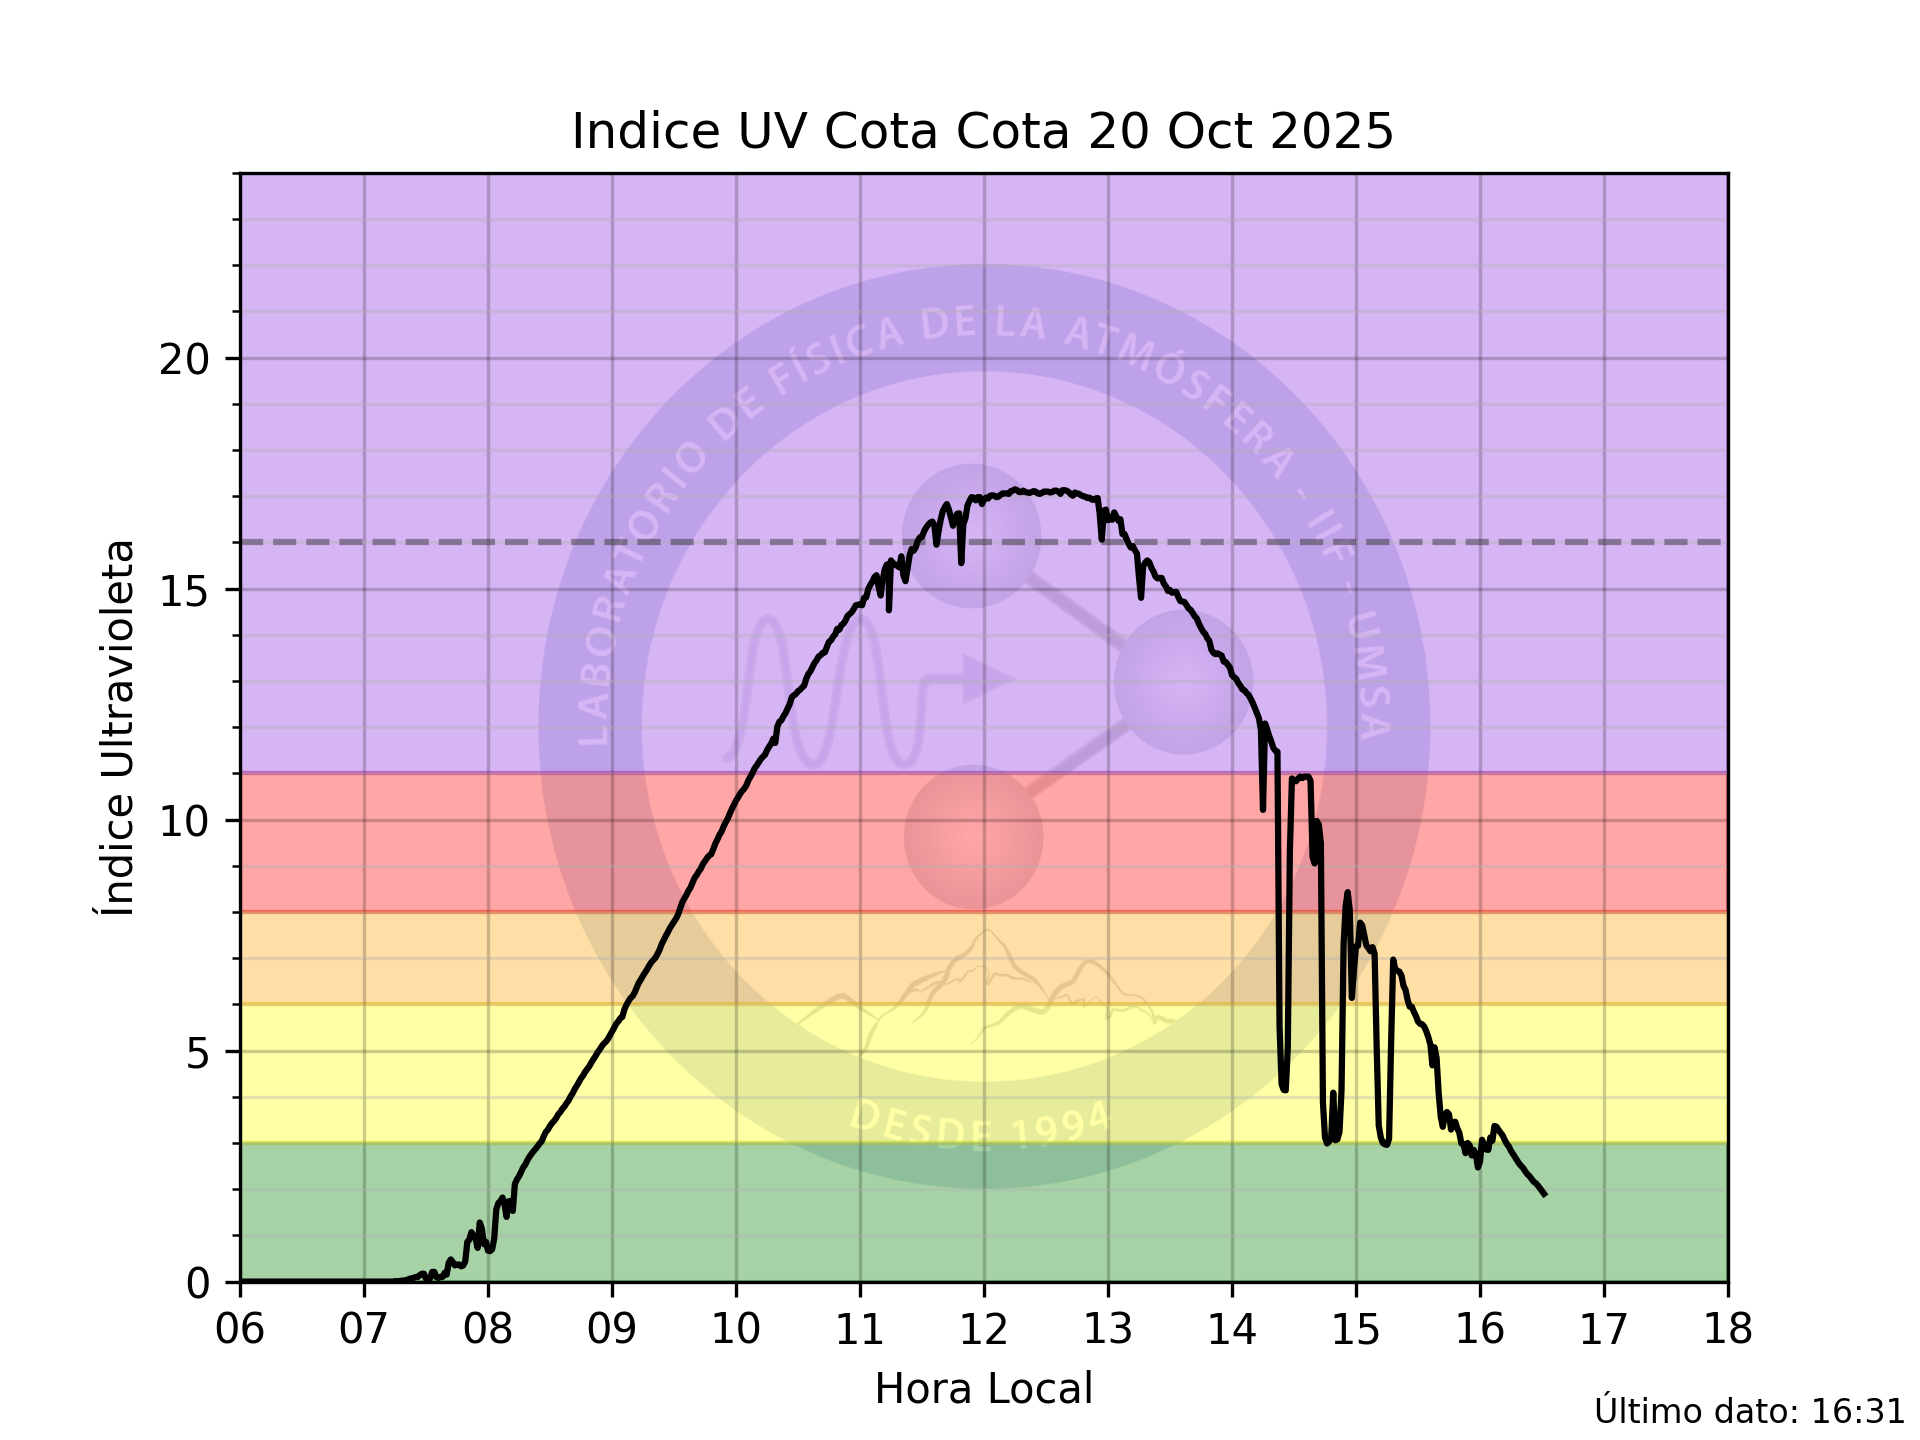 Indice UV Cota Cota 20 Oct 2025
LABORATORIO DE FÍSICA DE LA ATMÓSFERA - IIF - UMSA
DESDE 1994
Índice Ultravioleta
20
15
10
5
0
06 07 08 09 10 11 12 13 14 15 16 17 18
Hora Local
Último dato: 16:31